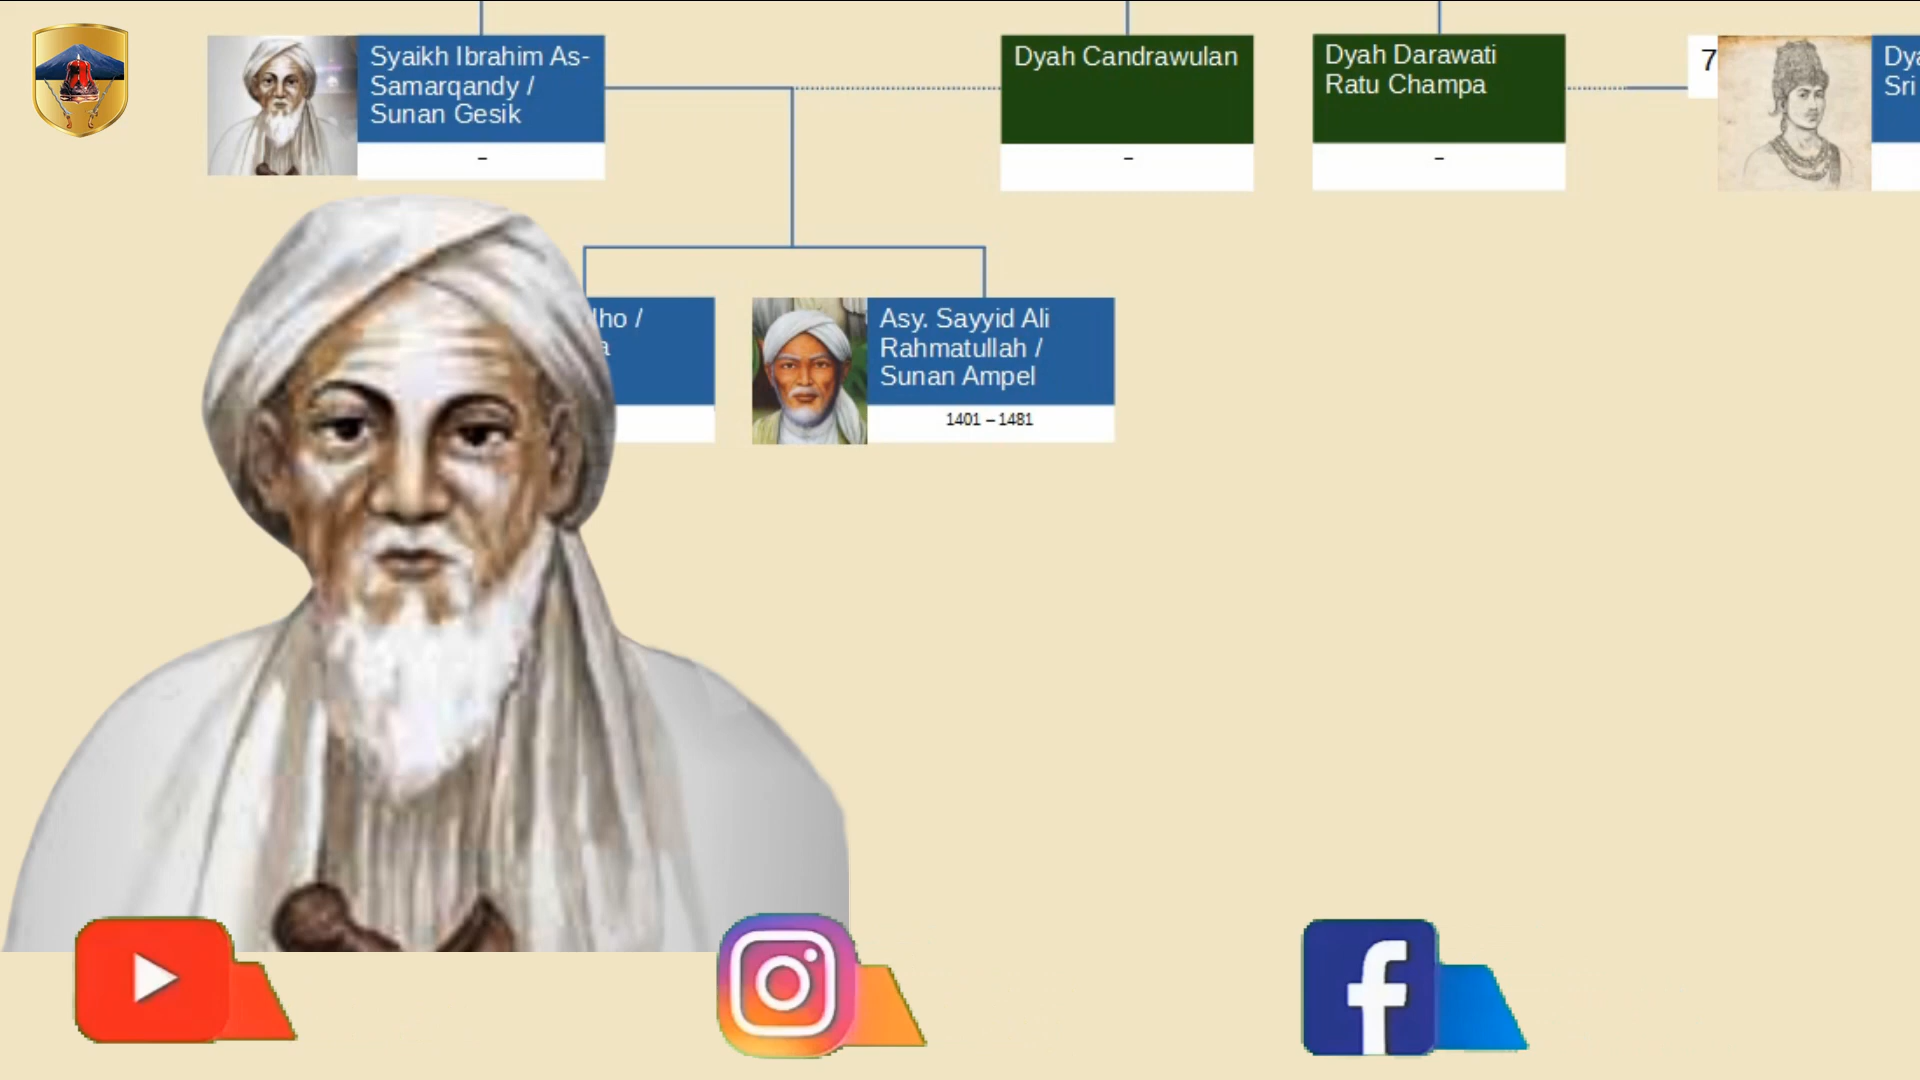 Syaikh Ibrahim As-
Samarqandy /
Sunan Gesik
-
Dyah Candrawulan
-
Dyah Darawati
Ratu Champa
-
7
Sri
Asy. Sayyid Ali
Rahmatullah /
Sunan Ampel
1401 – 1481